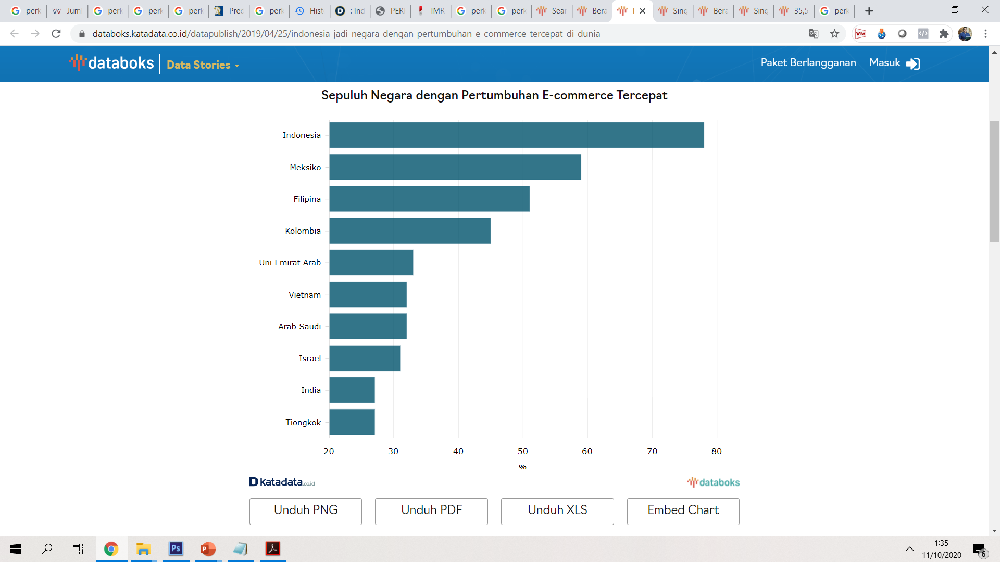 perk Juml perk perk perk Prec perk Hist : Ind PERI IMR perk perk Sear Bera I Sing Bera Sing 35,5 perk
databoks.katadata.co.id/datapublish/2019/04/25/indonesia-jadi-negara-dengan-pertumbuhan-e-commerce-tercepat-di-dunia
databoks Data Stories Paket Berlangganan Masuk
Sepuluh Negara dengan Pertumbuhan E-commerce Tercepat
Indonesia
Meksiko
Filipina
Kolombia
Uni Emirat Arab
Vietnam
Arab Saudi
Israel
India
Tiongkok
20 30 40 50 60 70 80
%
D katadata.co.id databoks
Unduh PNG Unduh PDF Unduh XLS Embed Chart
1:35
11/10/2020
6